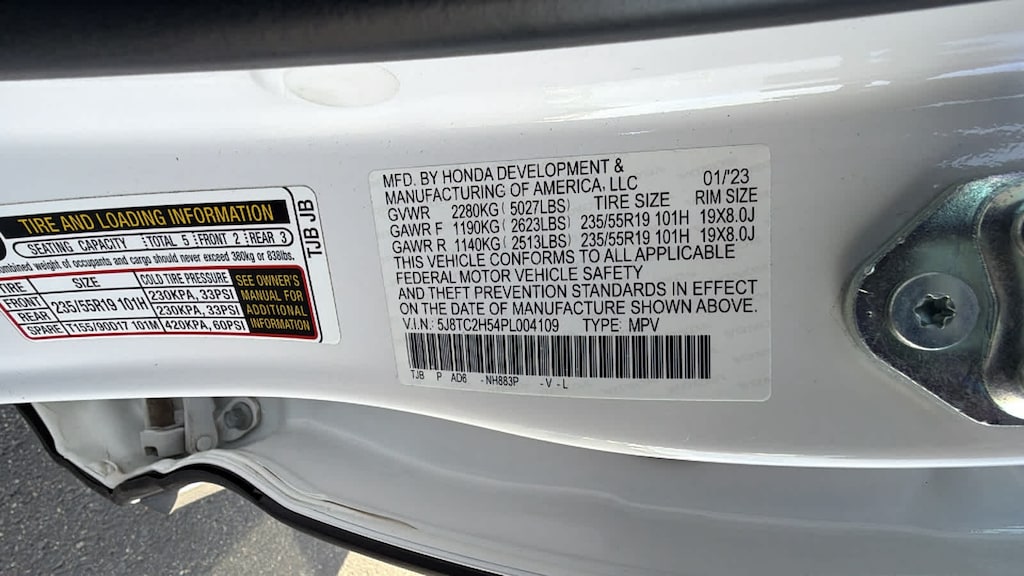 TIRE AND LOADING INFORMATION
SEATING CAPACITY TOTAL 5 FRONT 2 REAR 3
combined weight of occupants and cargo should never exceed 380kg or 838lbs.
TIRE SIZE COLD TIRE PRESSURE
FRONT 235/55R19 101H 230KPA, 33PSI
REAR 230KPA, 33PSI
SPARE T155/90D17 101M 420KPA, 60PSI
SEE OWNER'S
MANUAL FOR
ADDITIONAL
INFORMATION
TJB JB
MFD. BY HONDA DEVELOPMENT &
MANUFACTURING OF AMERICA, LLC 01/'23
GVWR 2280KG ( 5027LBS) TIRE SIZE RIM SIZE
GAWR F 1190KG ( 2623LBS) 235/55R19 101H 19X8.0J
GAWR R 1140KG ( 2513LBS) 235/55R19 101H 19X8.0J
THIS VEHICLE CONFORMS TO ALL APPLICABLE
FEDERAL MOTOR VEHICLE SAFETY
AND THEFT PREVENTION STANDARDS IN EFFECT
ON THE DATE OF MANUFACTURE SHOWN ABOVE.
V.I.N.: 5J8TC2H54PL004109 TYPE: MPV
TJB P AD6 -NH883P -V -L